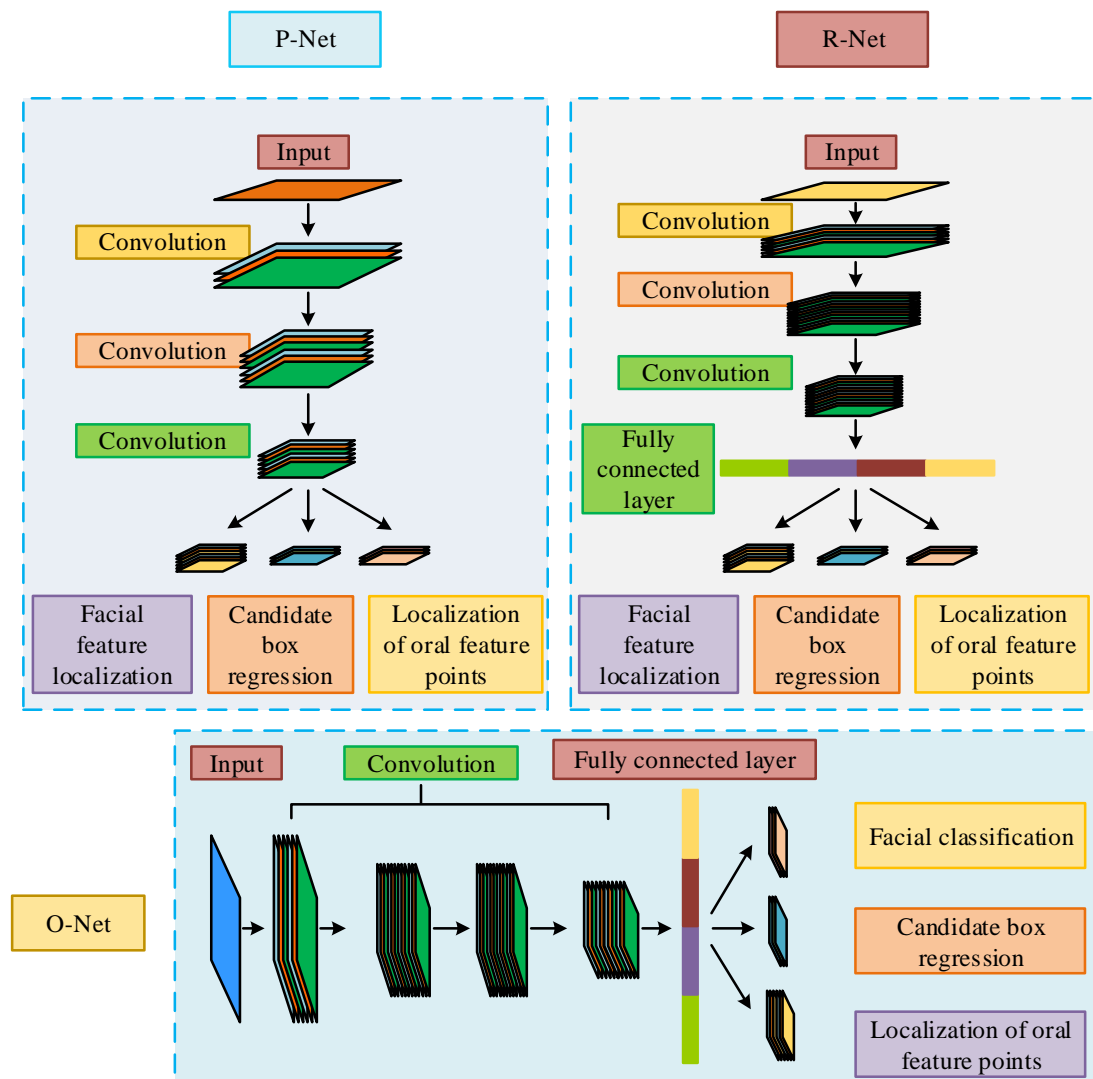 P-Net
R-Net
Input
Convolution
Convolution
Convolution
Facial
feature
localization
Candidate
box
regression
Localization
of oral feature
points
Input
Convolution
Convolution
Convolution
Fully
connected
layer
Facial
feature
localization
Candidate
box
regression
Localization
of oral feature
points
O-Net
Input
Convolution
Fully connected layer
Facial classification
Candidate box
regression
Localization of oral
feature points